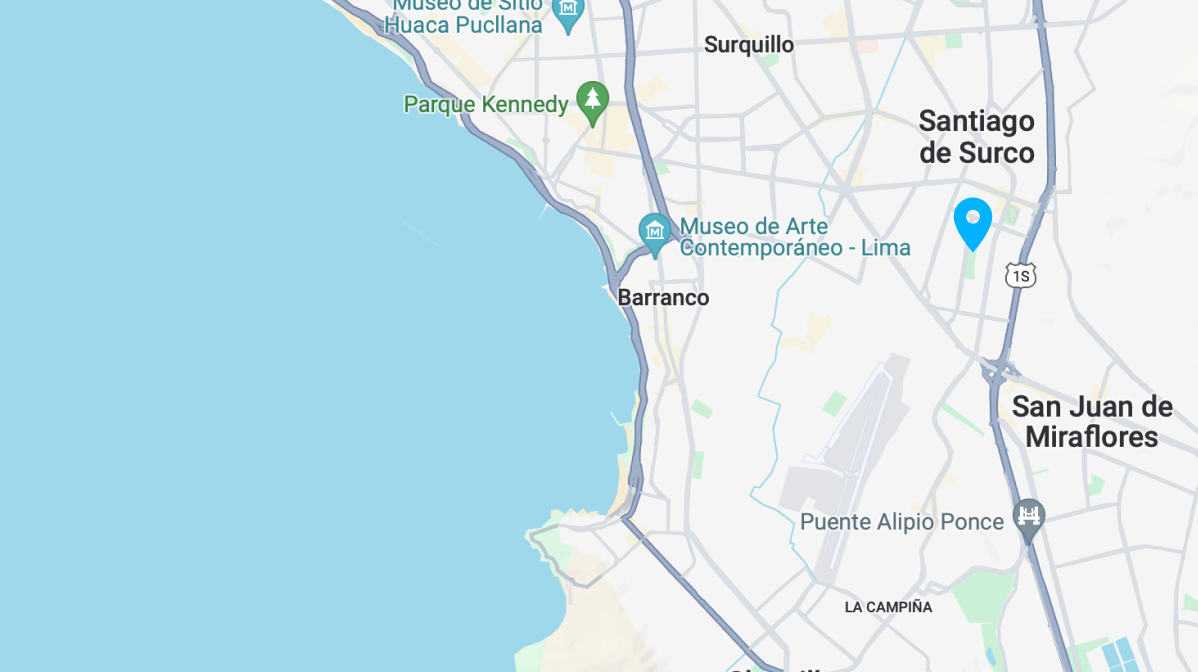 Museo de Sitio
Huaca Pucllana
Surquillo
Parque Kennedy
Santiago
de Surco
Museo de Arte
Contemporáneo - Lima
1S
Barranco
San Juan de
Miraflores
Puente Alipio Ponce
LA CAMPIÑA